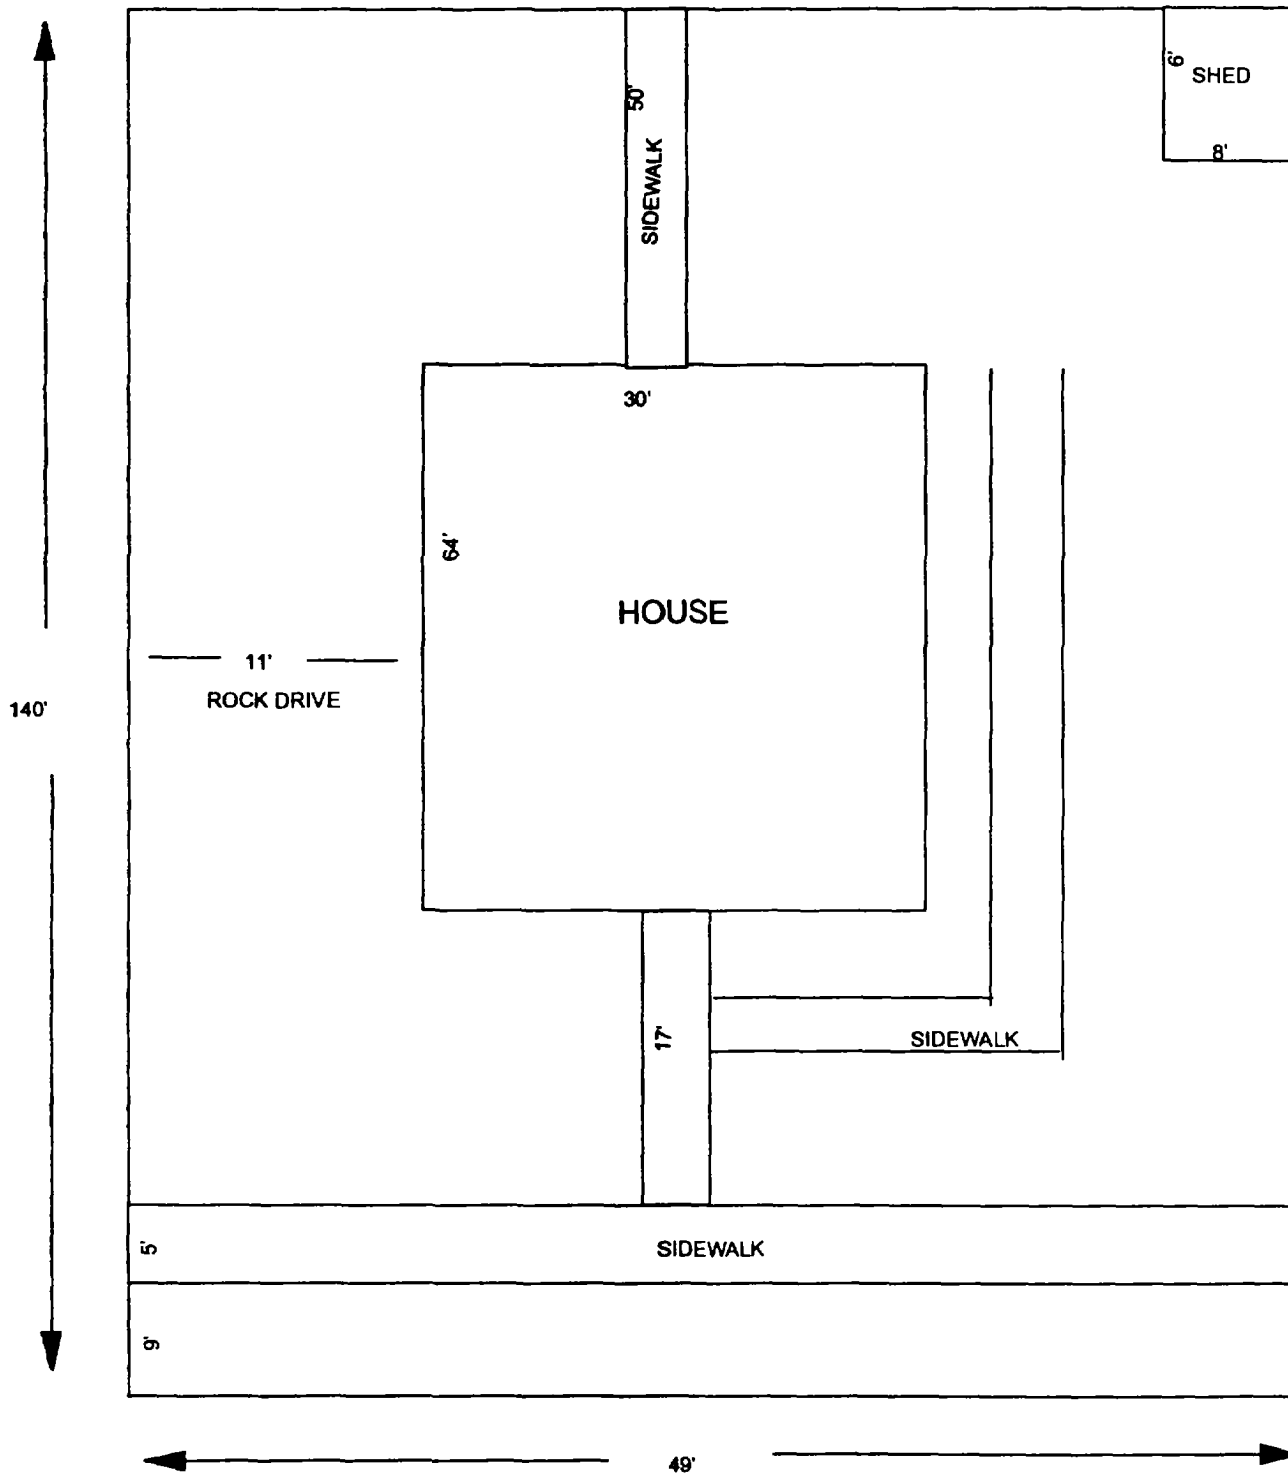 6'
SHED
50'
8'
SIDEWALK
30'
64'
HOUSE
11'
ROCK DRIVE
140'
17'
SIDEWALK
5'
SIDEWALK
9'
49'